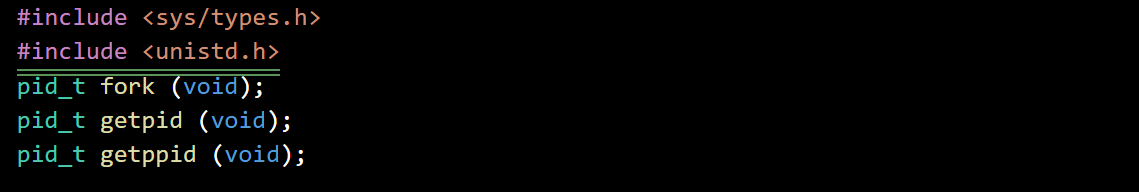 #include <sys/types.h>
#include <unistd.h>
pid_t fork (void);
pid_t getpid (void);
pid_t getppid (void);